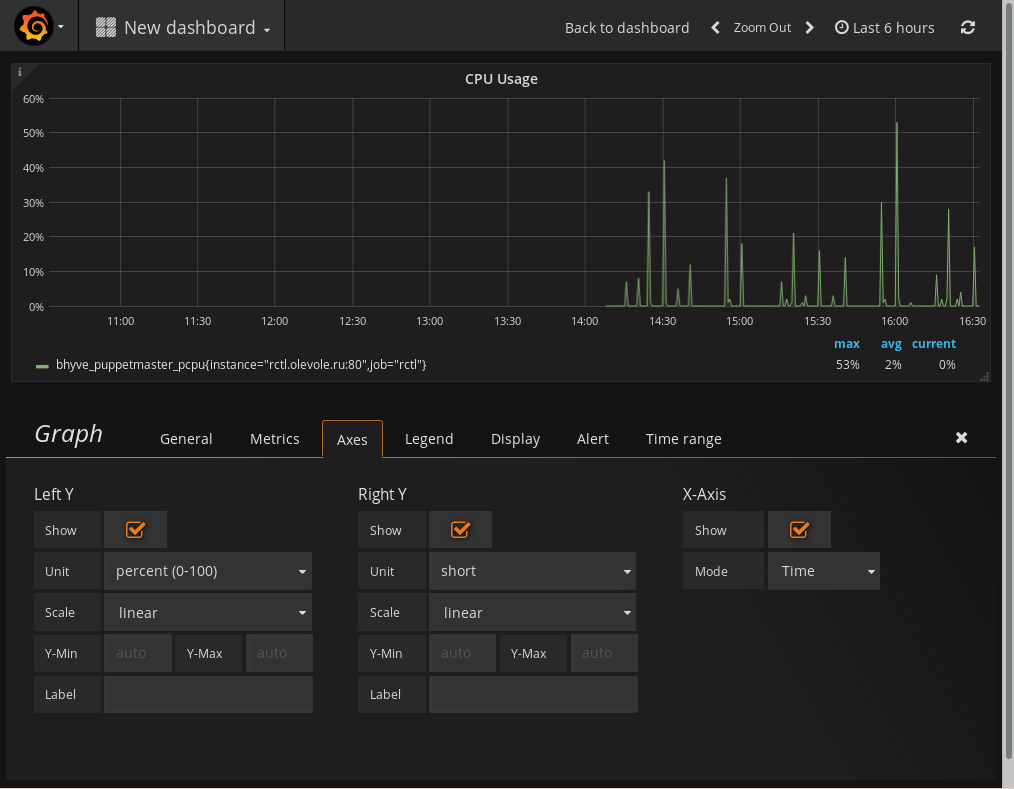 New dashboard
Back to dashboard Zoom Out Last 6 hours
i
CPU Usage
60%
50%
40%
30%
20%
10%
0%
11:00 11:30 12:00 12:30 13:00 13:30 14:00 14:30 15:00 15:30 16:00 16:30
max avg current
bhyve_puppetmaster_pcpu{instance="rctl.olevole.ru:80",job="rctl"} 53% 2% 0%
Graph General Metrics Axes Legend Display Alert Time range
Left Y Right Y X-Axis
Show Show Show
Unit percent (0-100) Unit short Mode Time
Scale linear Scale linear
Y-Min auto Y-Max auto Y-Min auto Y-Max auto
Label Label